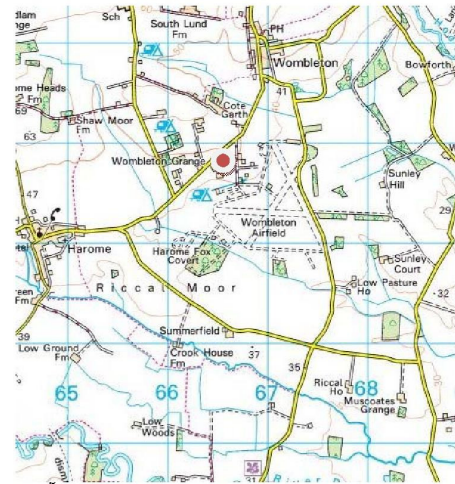 Sch
South Lund
Fm
PH
Wombleton
Bowforth
Cote
Garth
41
Fm
69
Shaw Moor
Fm
63
Wombleton Grange
Sunley
Hill
47
29
Wombleton
Airfield
Harome
Harome Fox
Covert
Sunley
Court
Low Pasture
Ho
Riccal Moor
32
Fm
Summerfield
39
Low Ground
Fm
Crook House
Fm
37
35
65
66
67
68
Riccal
Ho
Muscoates
Grange
Low
Woods
31